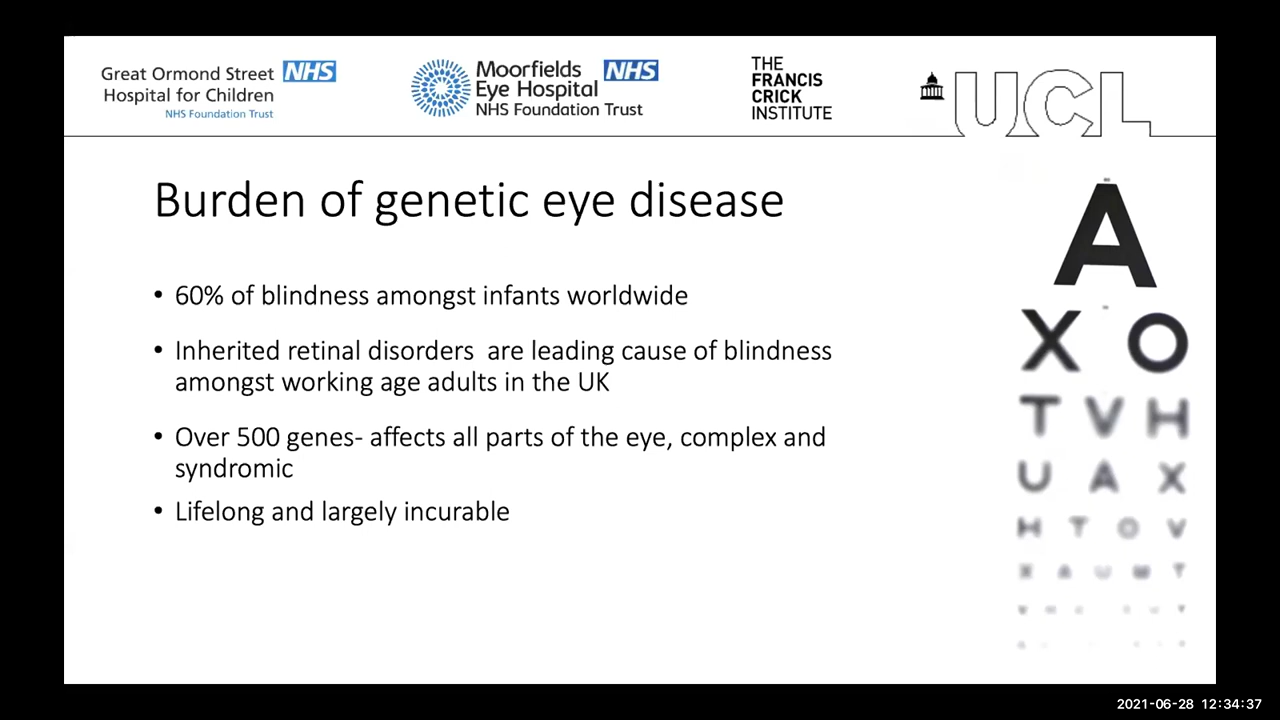 Great Ormond Street NHS
Hospital for Children
NHS Foundation Trust
Moorfields NHS
Eye Hospital
NHS Foundation Trust
THE
FRANCIS
CRICK
INSTITUTE
UCL
Burden of genetic eye disease
• 60% of blindness amongst infants worldwide
• Inherited retinal disorders  are leading cause of blindness
amongst working age adults in the UK
• Over 500 genes- affects all parts of the eye, complex and
syndromic
• Lifelong and largely incurable
A
X O
T V H
U A X
H T O V
2021-06-28 12:34:37